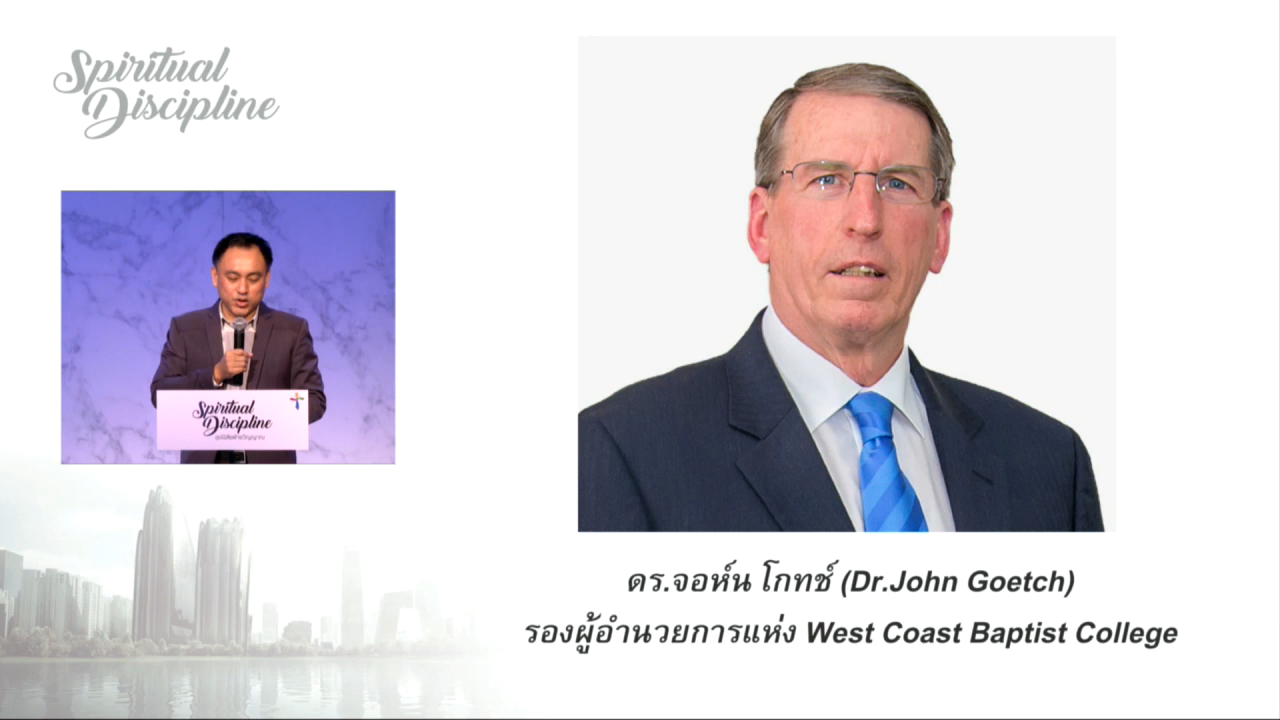 Spiritual
Discipline
Spiritual
Discipline
ดร.จอห์น โกทช์ (Dr.John Goetch)
รองผู้อำนวยการแห่ง West Coast Baptist College